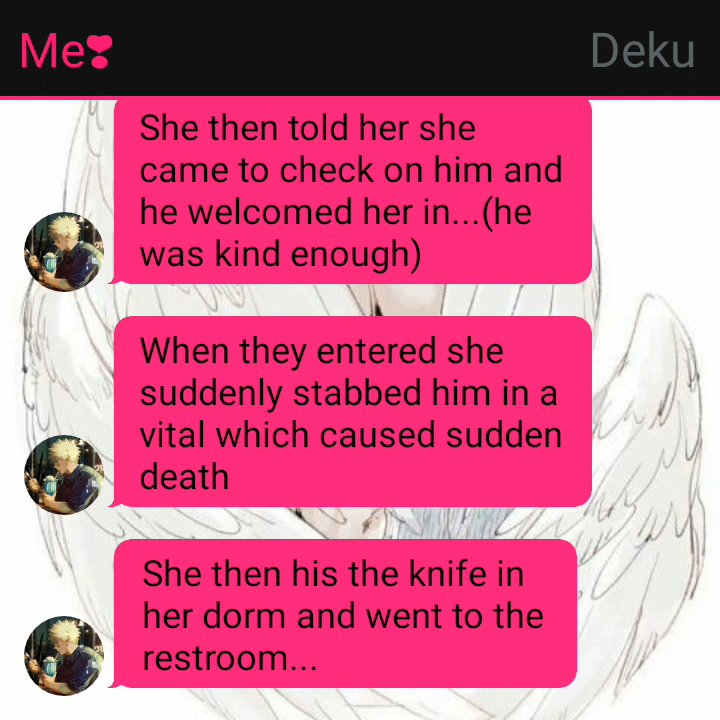 Me❣ Deku
She then told her she
came to check on him and
he welcomed her in...(he
was kind enough)
When they entered she
suddenly stabbed him in a
vital which caused sudden
death
She then his the knife in
her dorm and went to the
restroom...